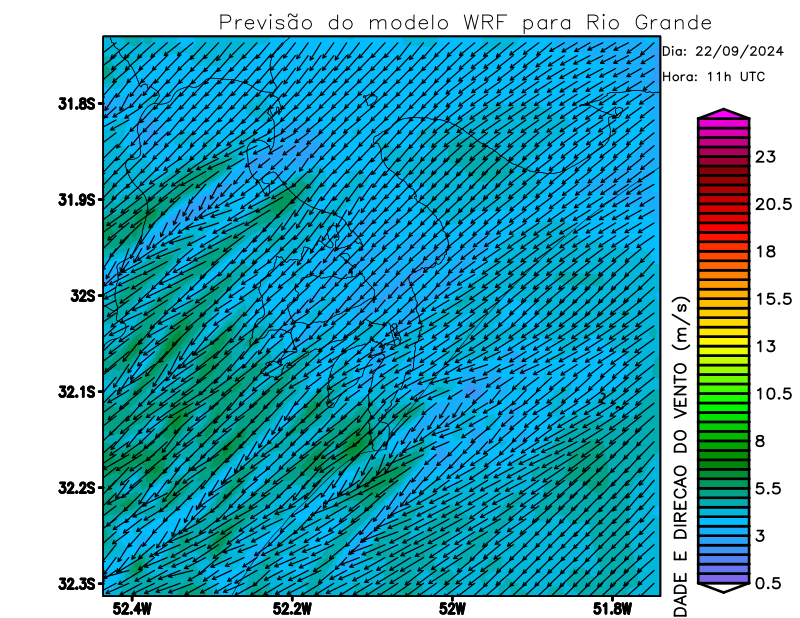 Previsão do modelo WRF para Rio Grande
Dia: 22/09/2024
Hora: 11h UTC
31.8S
31.9S
32S
32.1S
32.2S
32.3S
52.4W
52.2W
52W
51.8W
23
20.5
18
15.5
13
10.5
8
5.5
3
0.5
DADE E DIRECAO DO VENTO (m/s)